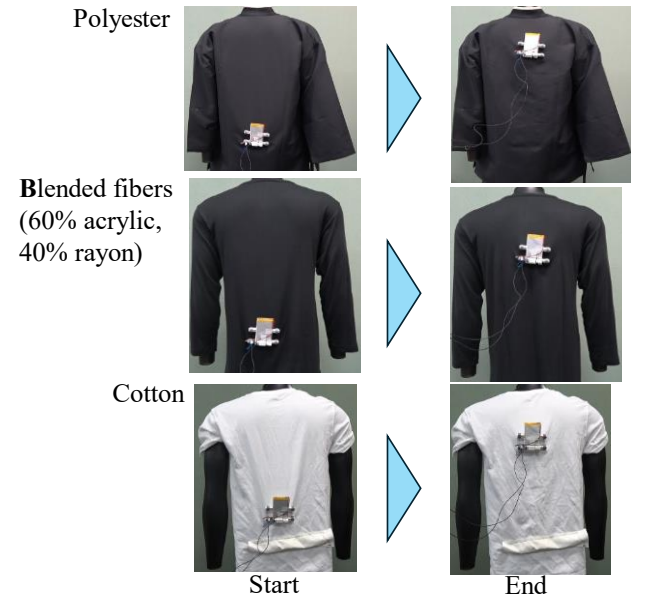 Polyester
Blended fibers
(60% acrylic,
40% rayon)
Cotton
Start
End